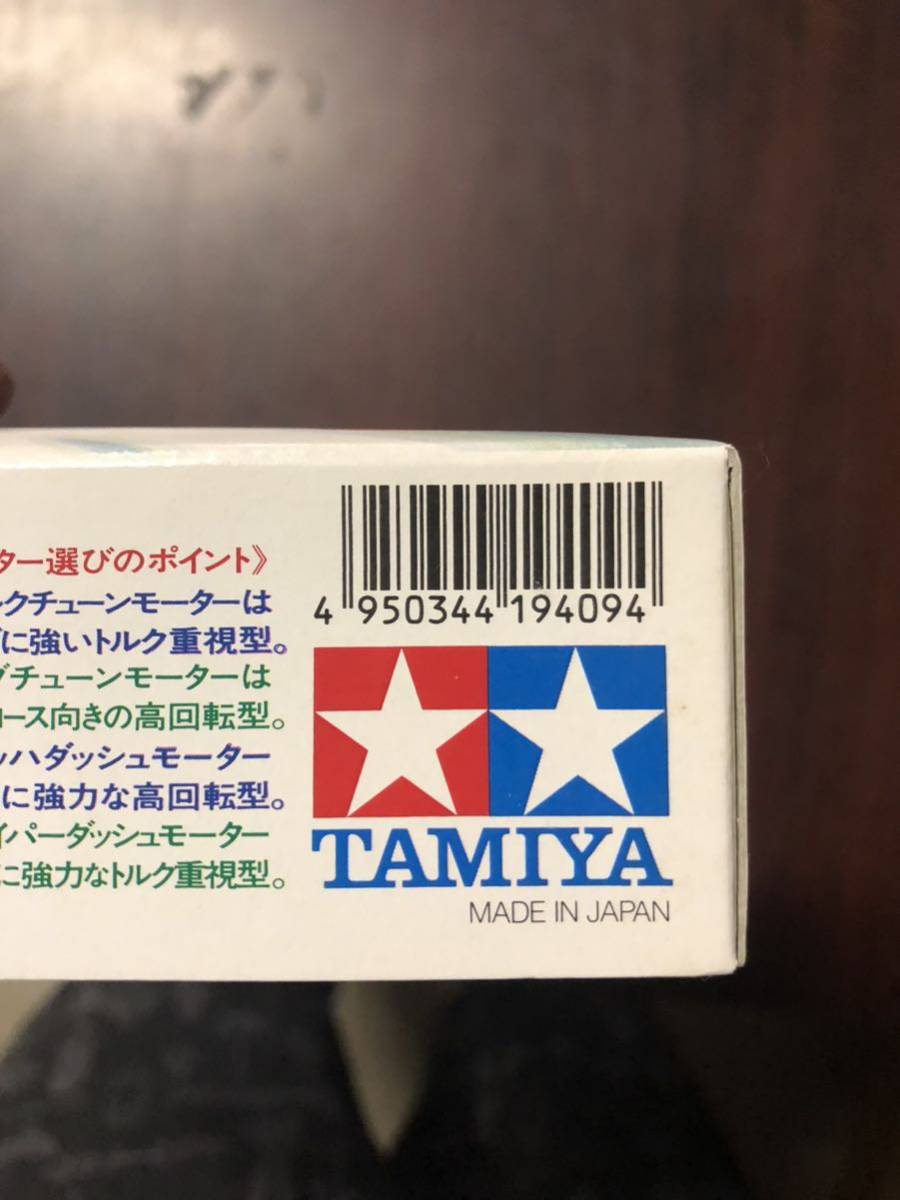 4 950344 194094
ター選びのポイント》
クチューンモーターは
に強いトルク重視型。
チューンモーターは
ース向きの高回転型。
ッハダッシュモーター
に強力な高回転型。
イパーダッシュモーター
に強力なトルク重視型。
TAMIYA
MADE IN JAPAN